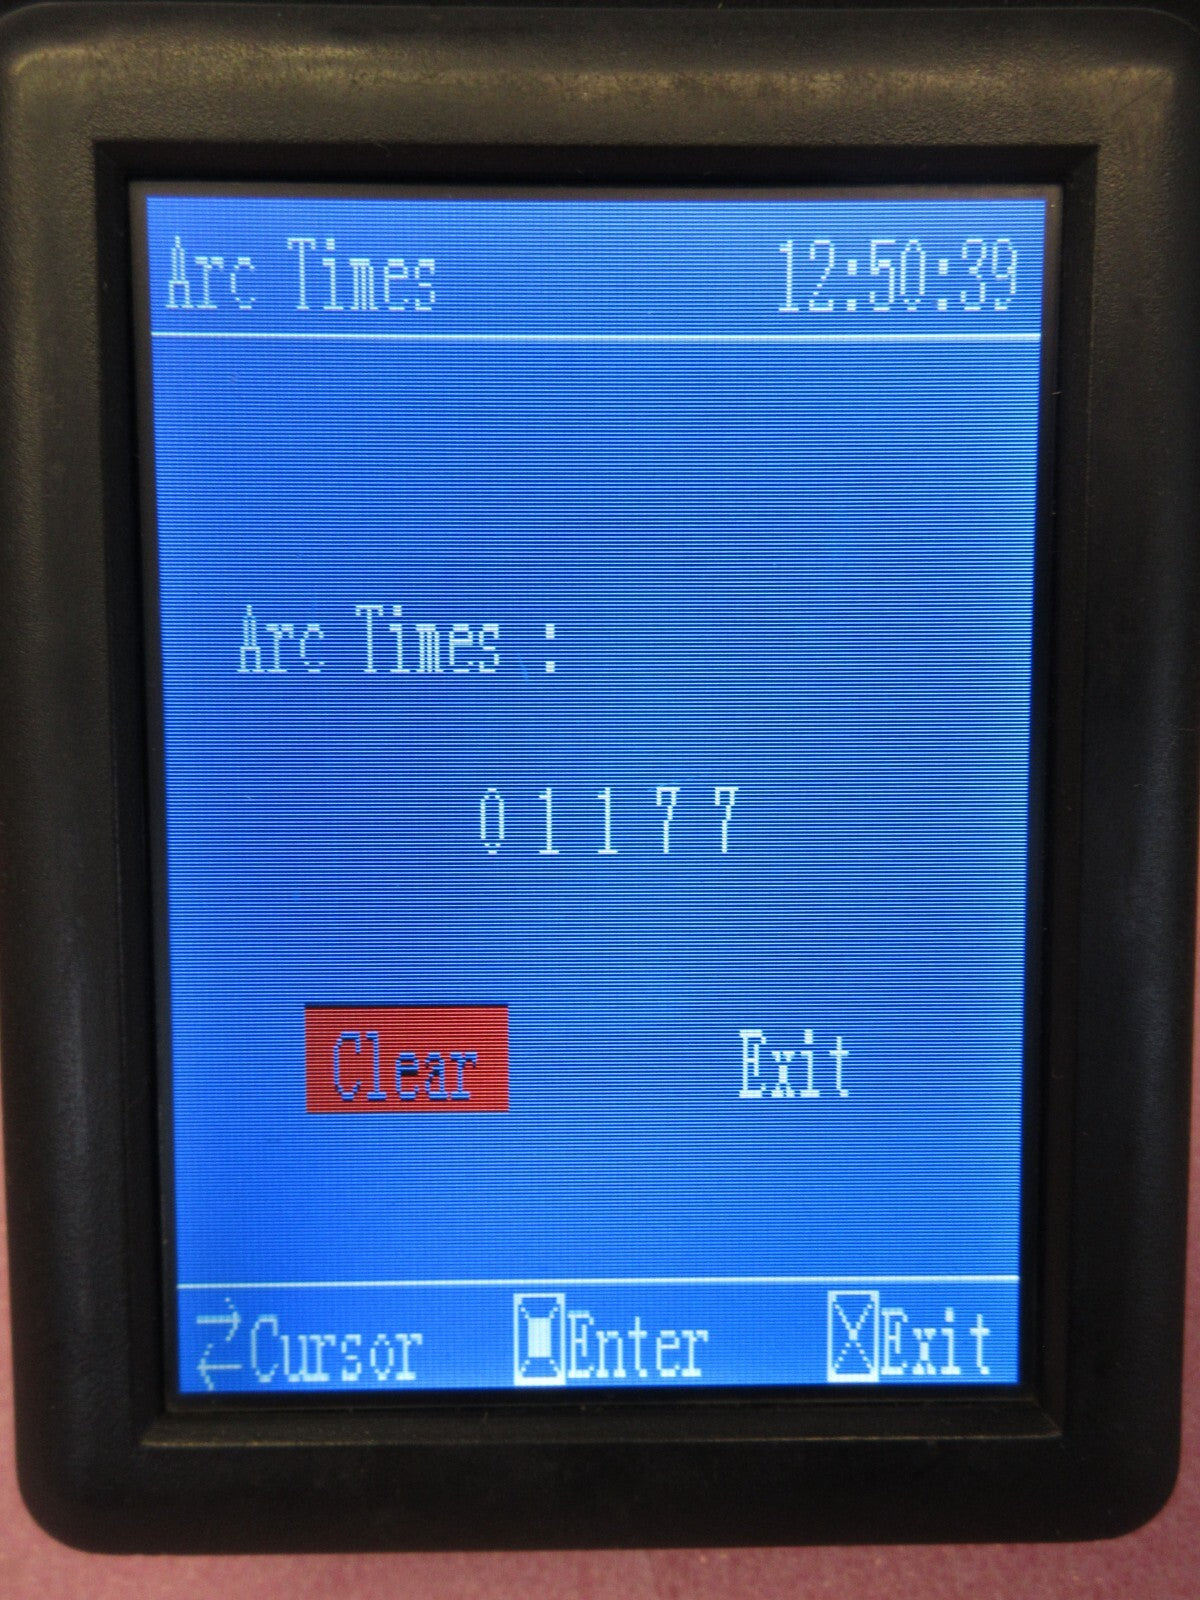 Arc Times 12:50:39
Arc Times :
01177
Clear Exit
Cursor Enter Exit